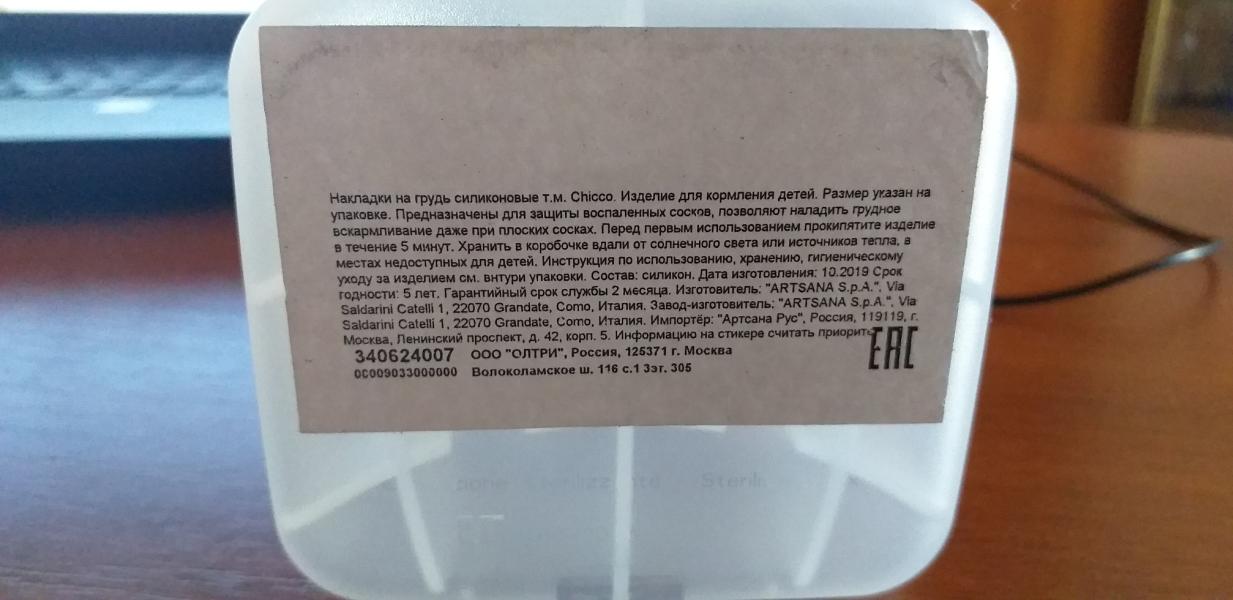 Накладки на грудь силиконовые т.м. Chicco. Изделие для кормления детей. Размер указан на
упаковке. Предназначены для защиты воспаленных сосков, позволяют наладить грудное
вскармливание даже при плоских сосках. Перед первым использованием прокипятите изделие
в течение 5 минут. Хранить в коробочке вдали от солнечного света или источников тепла, в
местах недоступных для детей. Инструкция по использованию, хранению, гигиеническому
уходу за изделием см. внтури упаковки. Состав: силикон. Дата изготовления: 10.2019 Срок
годности: 5 лет. Гарантийный срок службы 2 месяца. Изготовитель: "ARTSANA S.p.A.", Via
Saldarini Catelli 1, 22070 Grandate, Como, Италия. Завод-изготовитель: "ARTSANA S.p.A.", Via
Saldarini Catelli 1, 22070 Grandate, Como, Италия. Импортёр: "Артсана Рус", Россия, 119119, г.
Москва, Ленинский проспект, д. 42, корп. 5. Информацию на стикере считать приорит
EAC
340624007 ООО "ОЛТРИ", Россия, 125371 г. Москва
00009033000000 Волоколамское ш. 116 с.1 3эт. 305